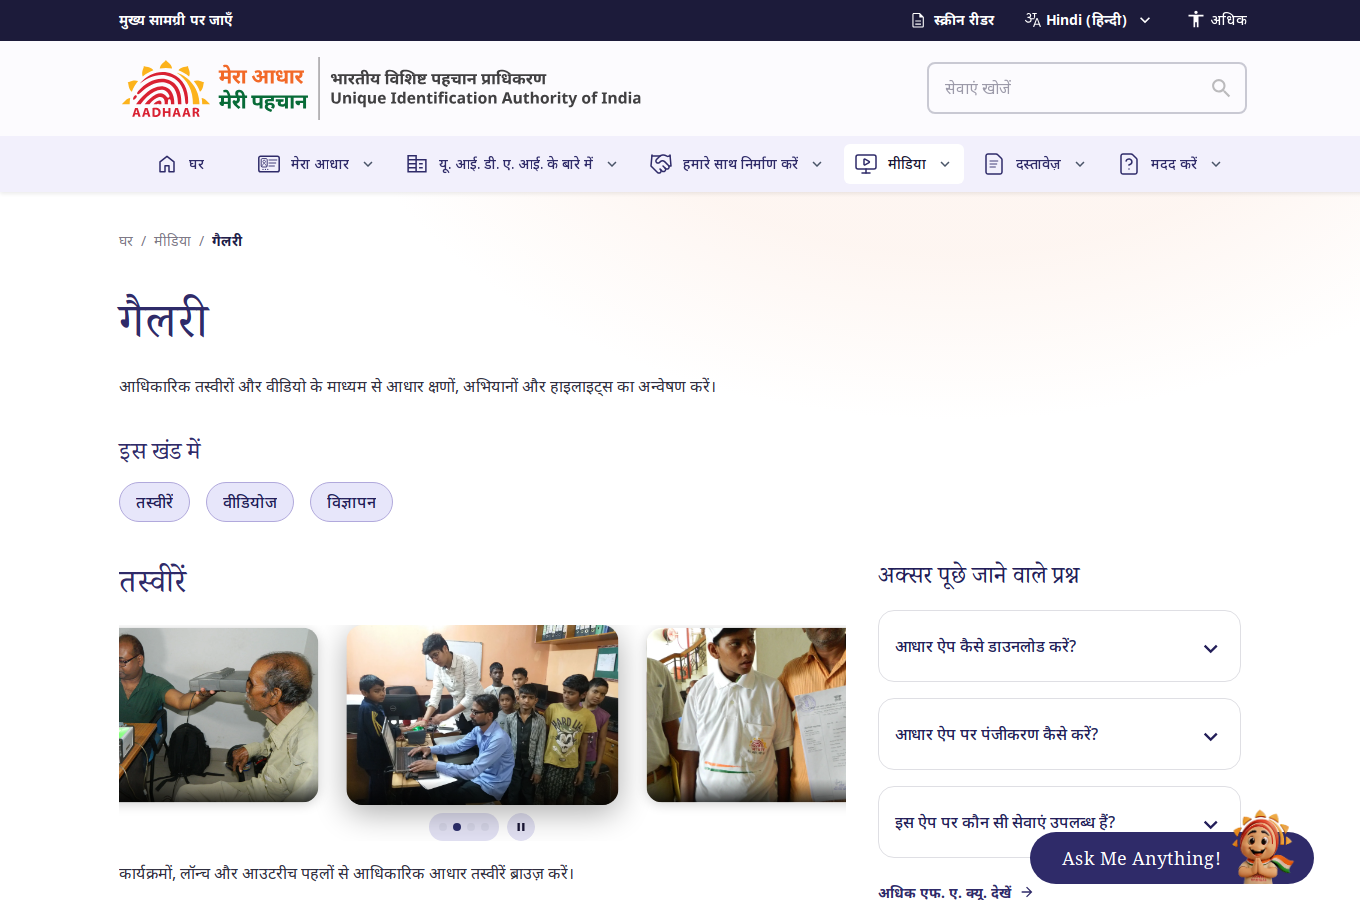 मुख्य सामग्री पर जाएँ
स्क्रीन रीडर
Hindi (हिन्दी)
अधिक
AADHAAR
मेरा आधार
मेरी पहचान
भारतीय विशिष्ट पहचान प्राधिकरण
Unique Identification Authority of India
सेवाएं खोजें
घर
मेरा आधार
यू. आई. डी. ए. आई. के बारे में
हमारे साथ निर्माण करें
मीडिया
दस्तावेज़
मदद करें
घर / मीडिया / गैलरी
गैलरी
आधिकारिक तस्वीरों और वीडियो के माध्यम से आधार क्षणों, अभियानों और हाइलाइट्स का अन्वेषण करें।
इस खंड में
तस्वीरें
वीडियोज
विज्ञापन
तस्वीरें
कार्यक्रमों, लॉन्च और आउटरीच पहलों से आधिकारिक आधार तस्वीरें ब्राउज़ करें।
अक्सर पूछे जाने वाले प्रश्न
आधार ऐप कैसे डाउनलोड करें?
आधार ऐप पर पंजीकरण कैसे करें?
इस ऐप पर कौन सी सेवाएं उपलब्ध हैं?
अधिक एफ. ए. क्यू. देखें
Ask Me Anything!